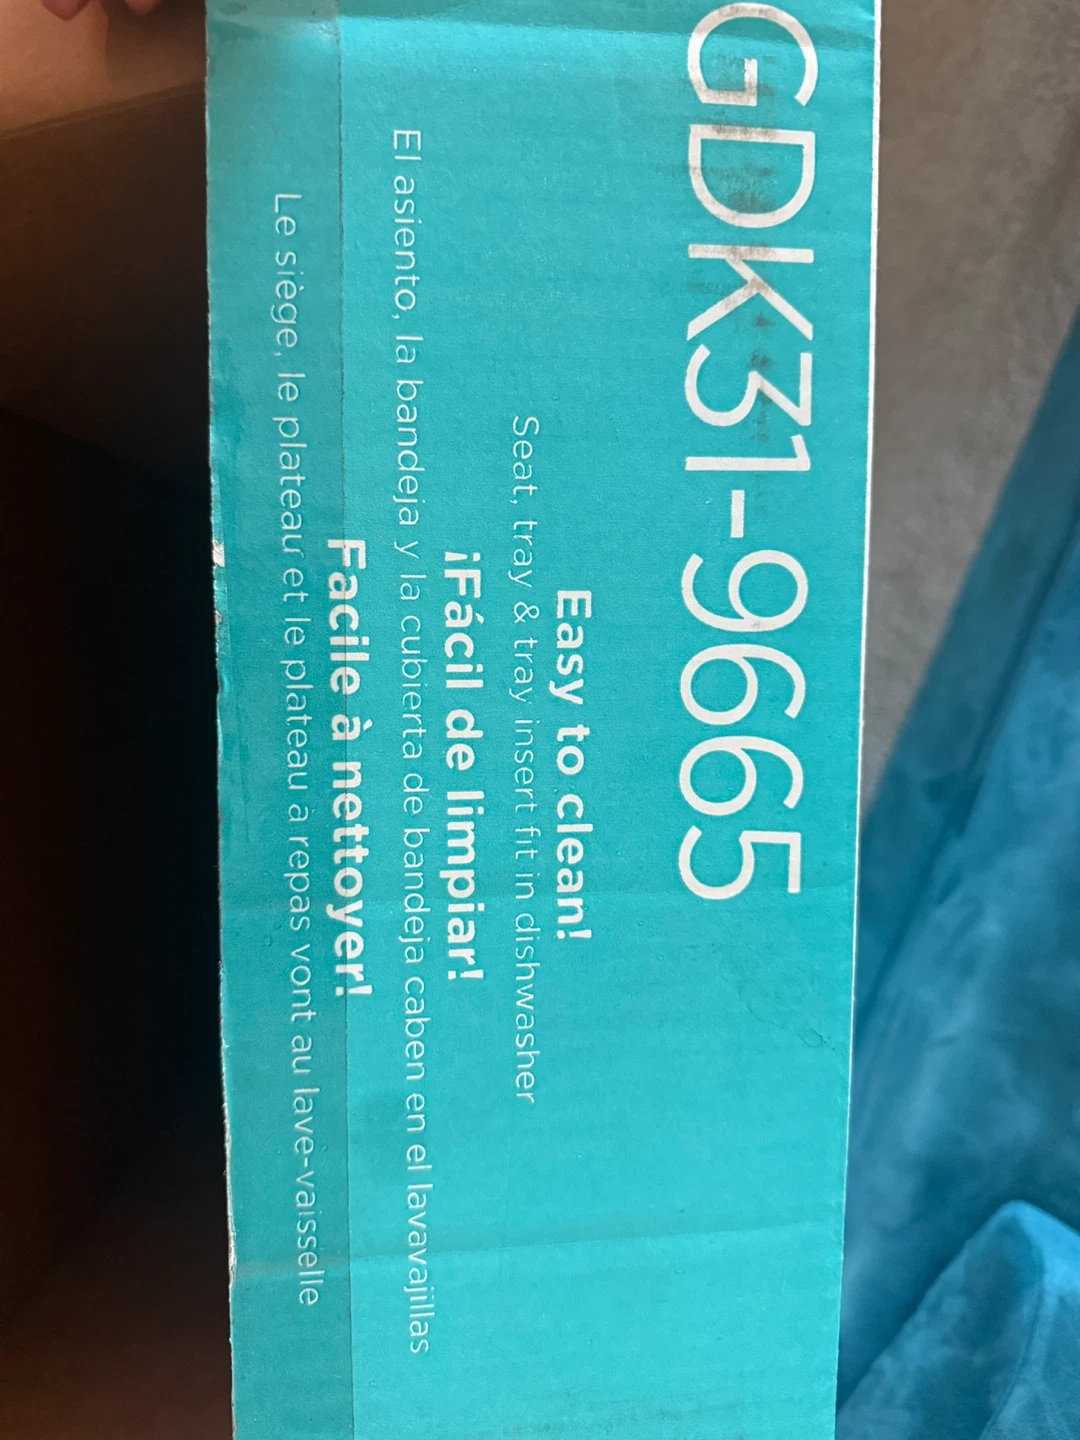 GDK31-9665
Easy to clean!
Seat, tray & tray insert fit in dishwasher
¡Fácil de limpiar!
El asiento, la bandeja y la cubierta de bandeja caben en el lavavajillas
Facile à nettoyer!
Le siège, le plateau et le plateau à repas vont au lave-vaisselle